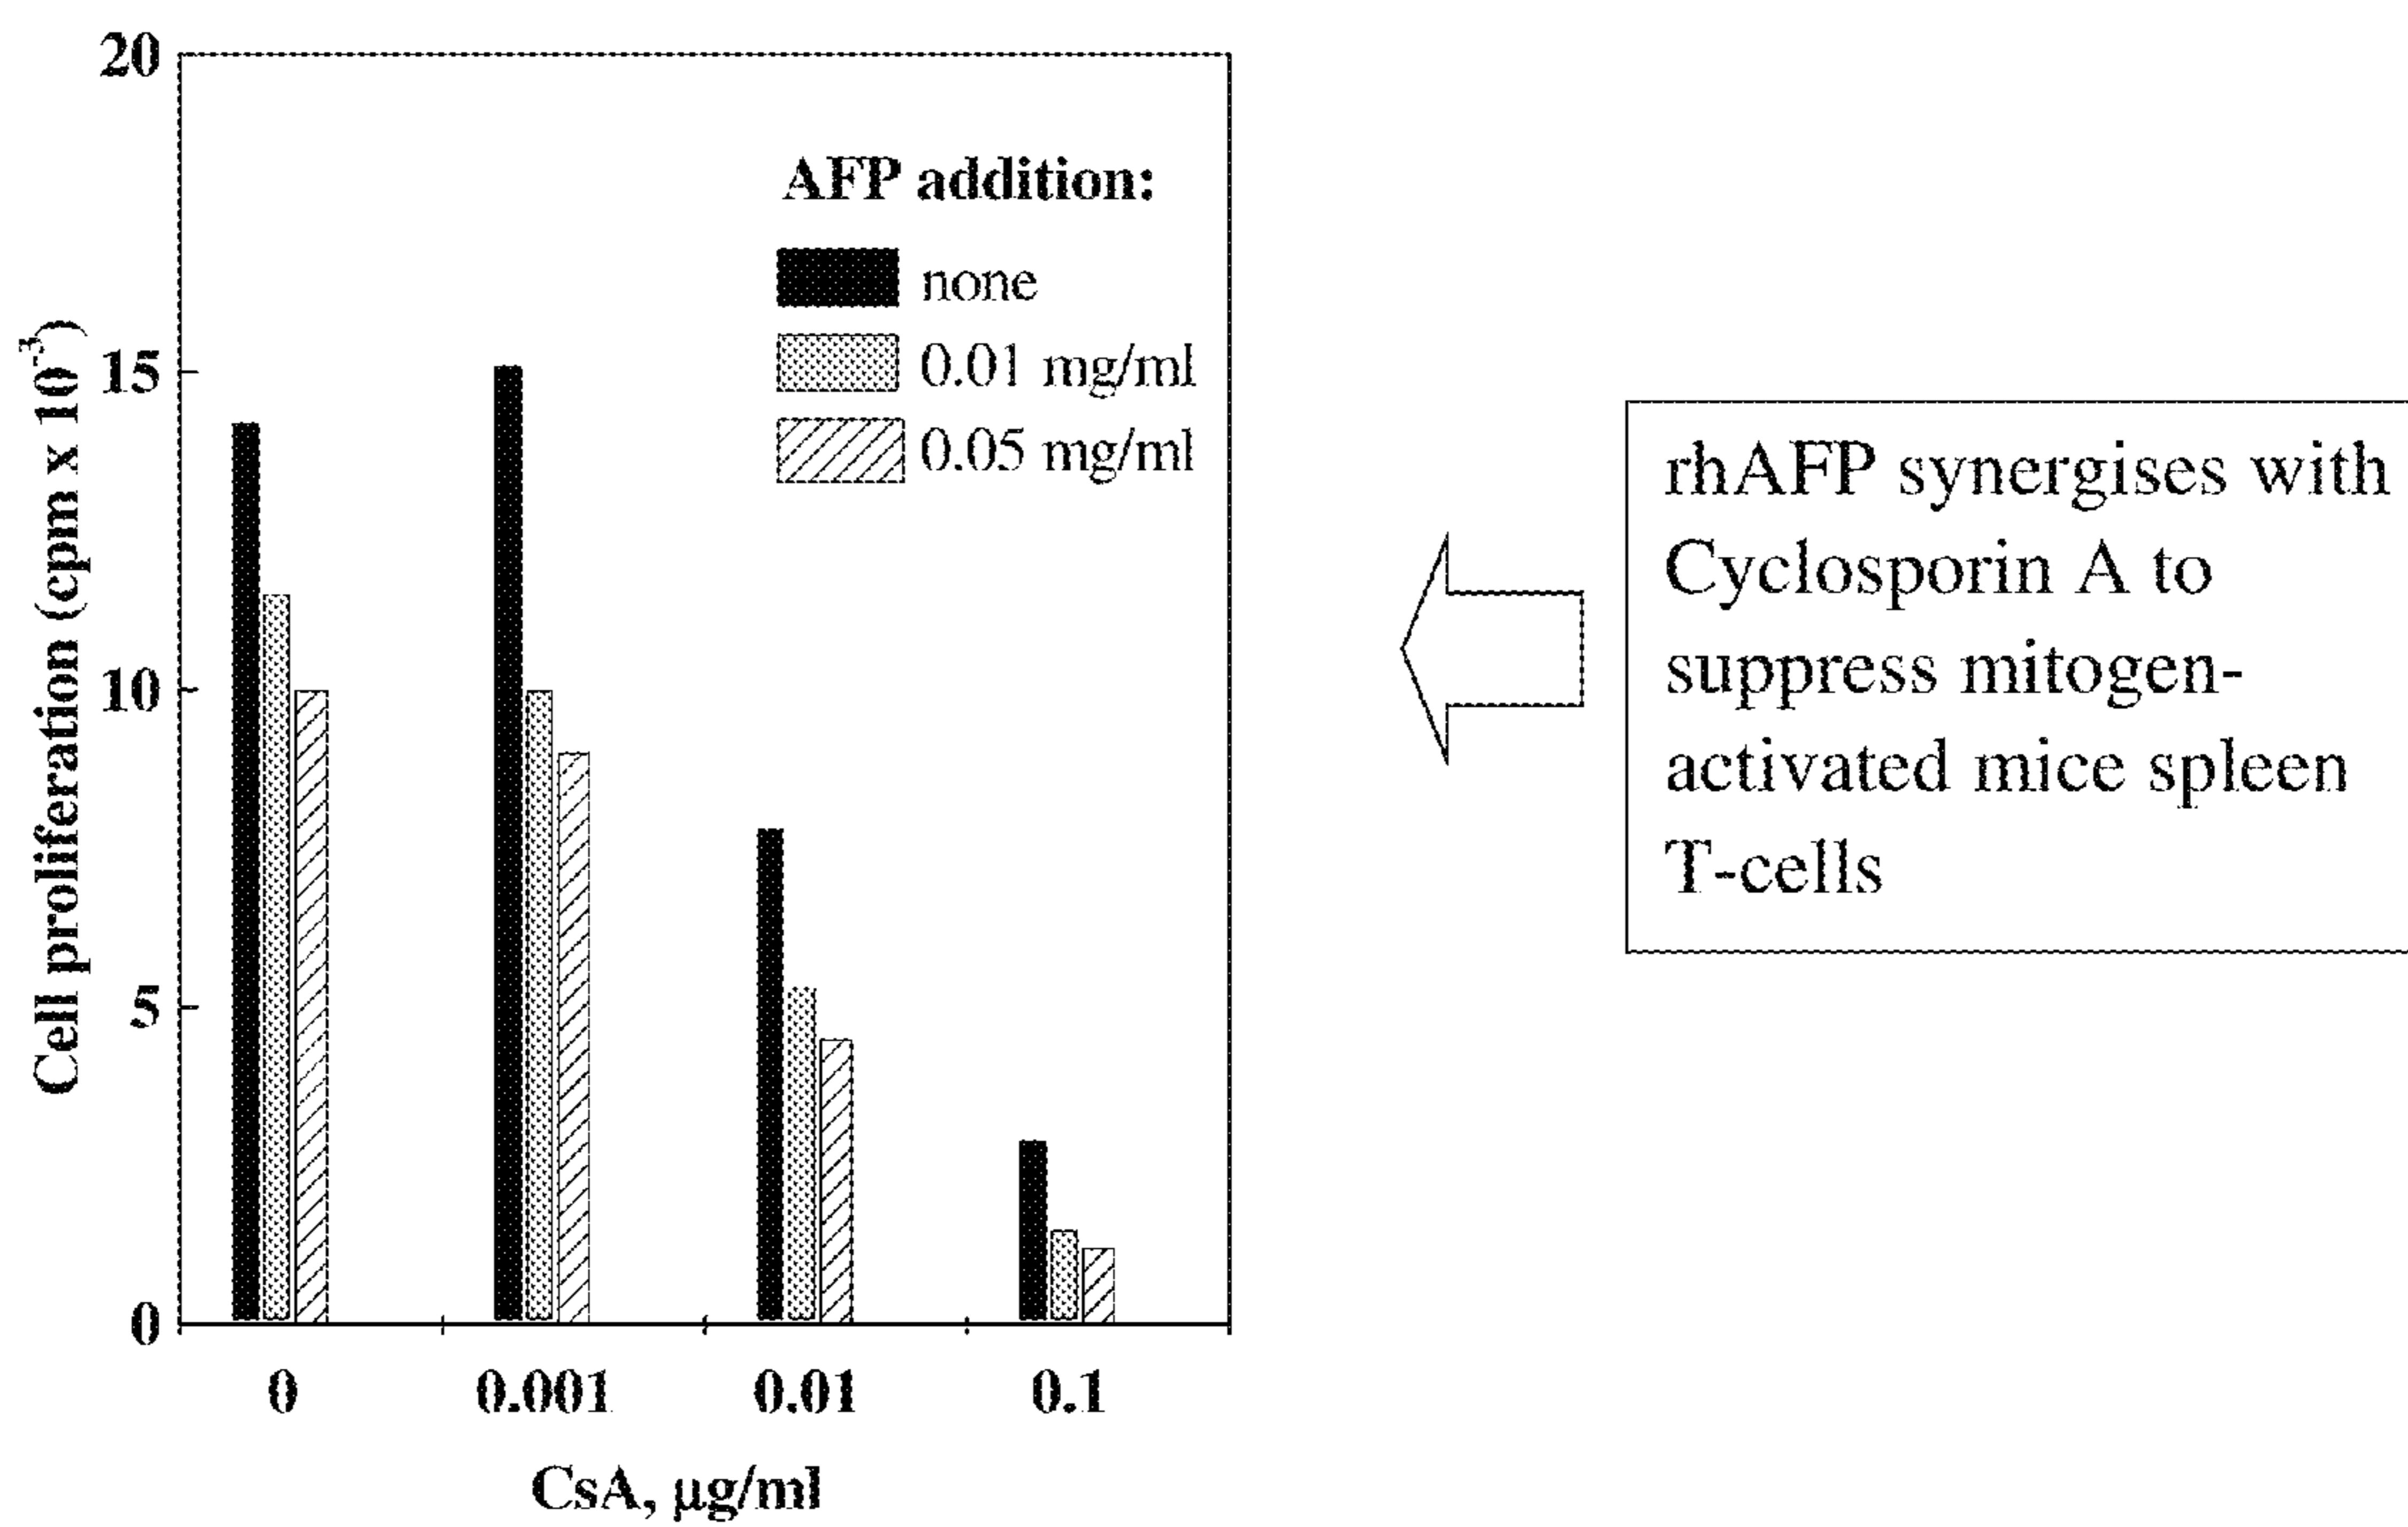 20
15
10
5
0
Cell proliferation (cpm x 10⁻³)
AFP addition:
none
0.01 mg/ml
0.05 mg/ml
0 0.001 0.01 0.1
CsA, µg/ml
rhAFP synergises with
Cyclosporin A to
suppress mitogen-
activated mice spleen
T-cells